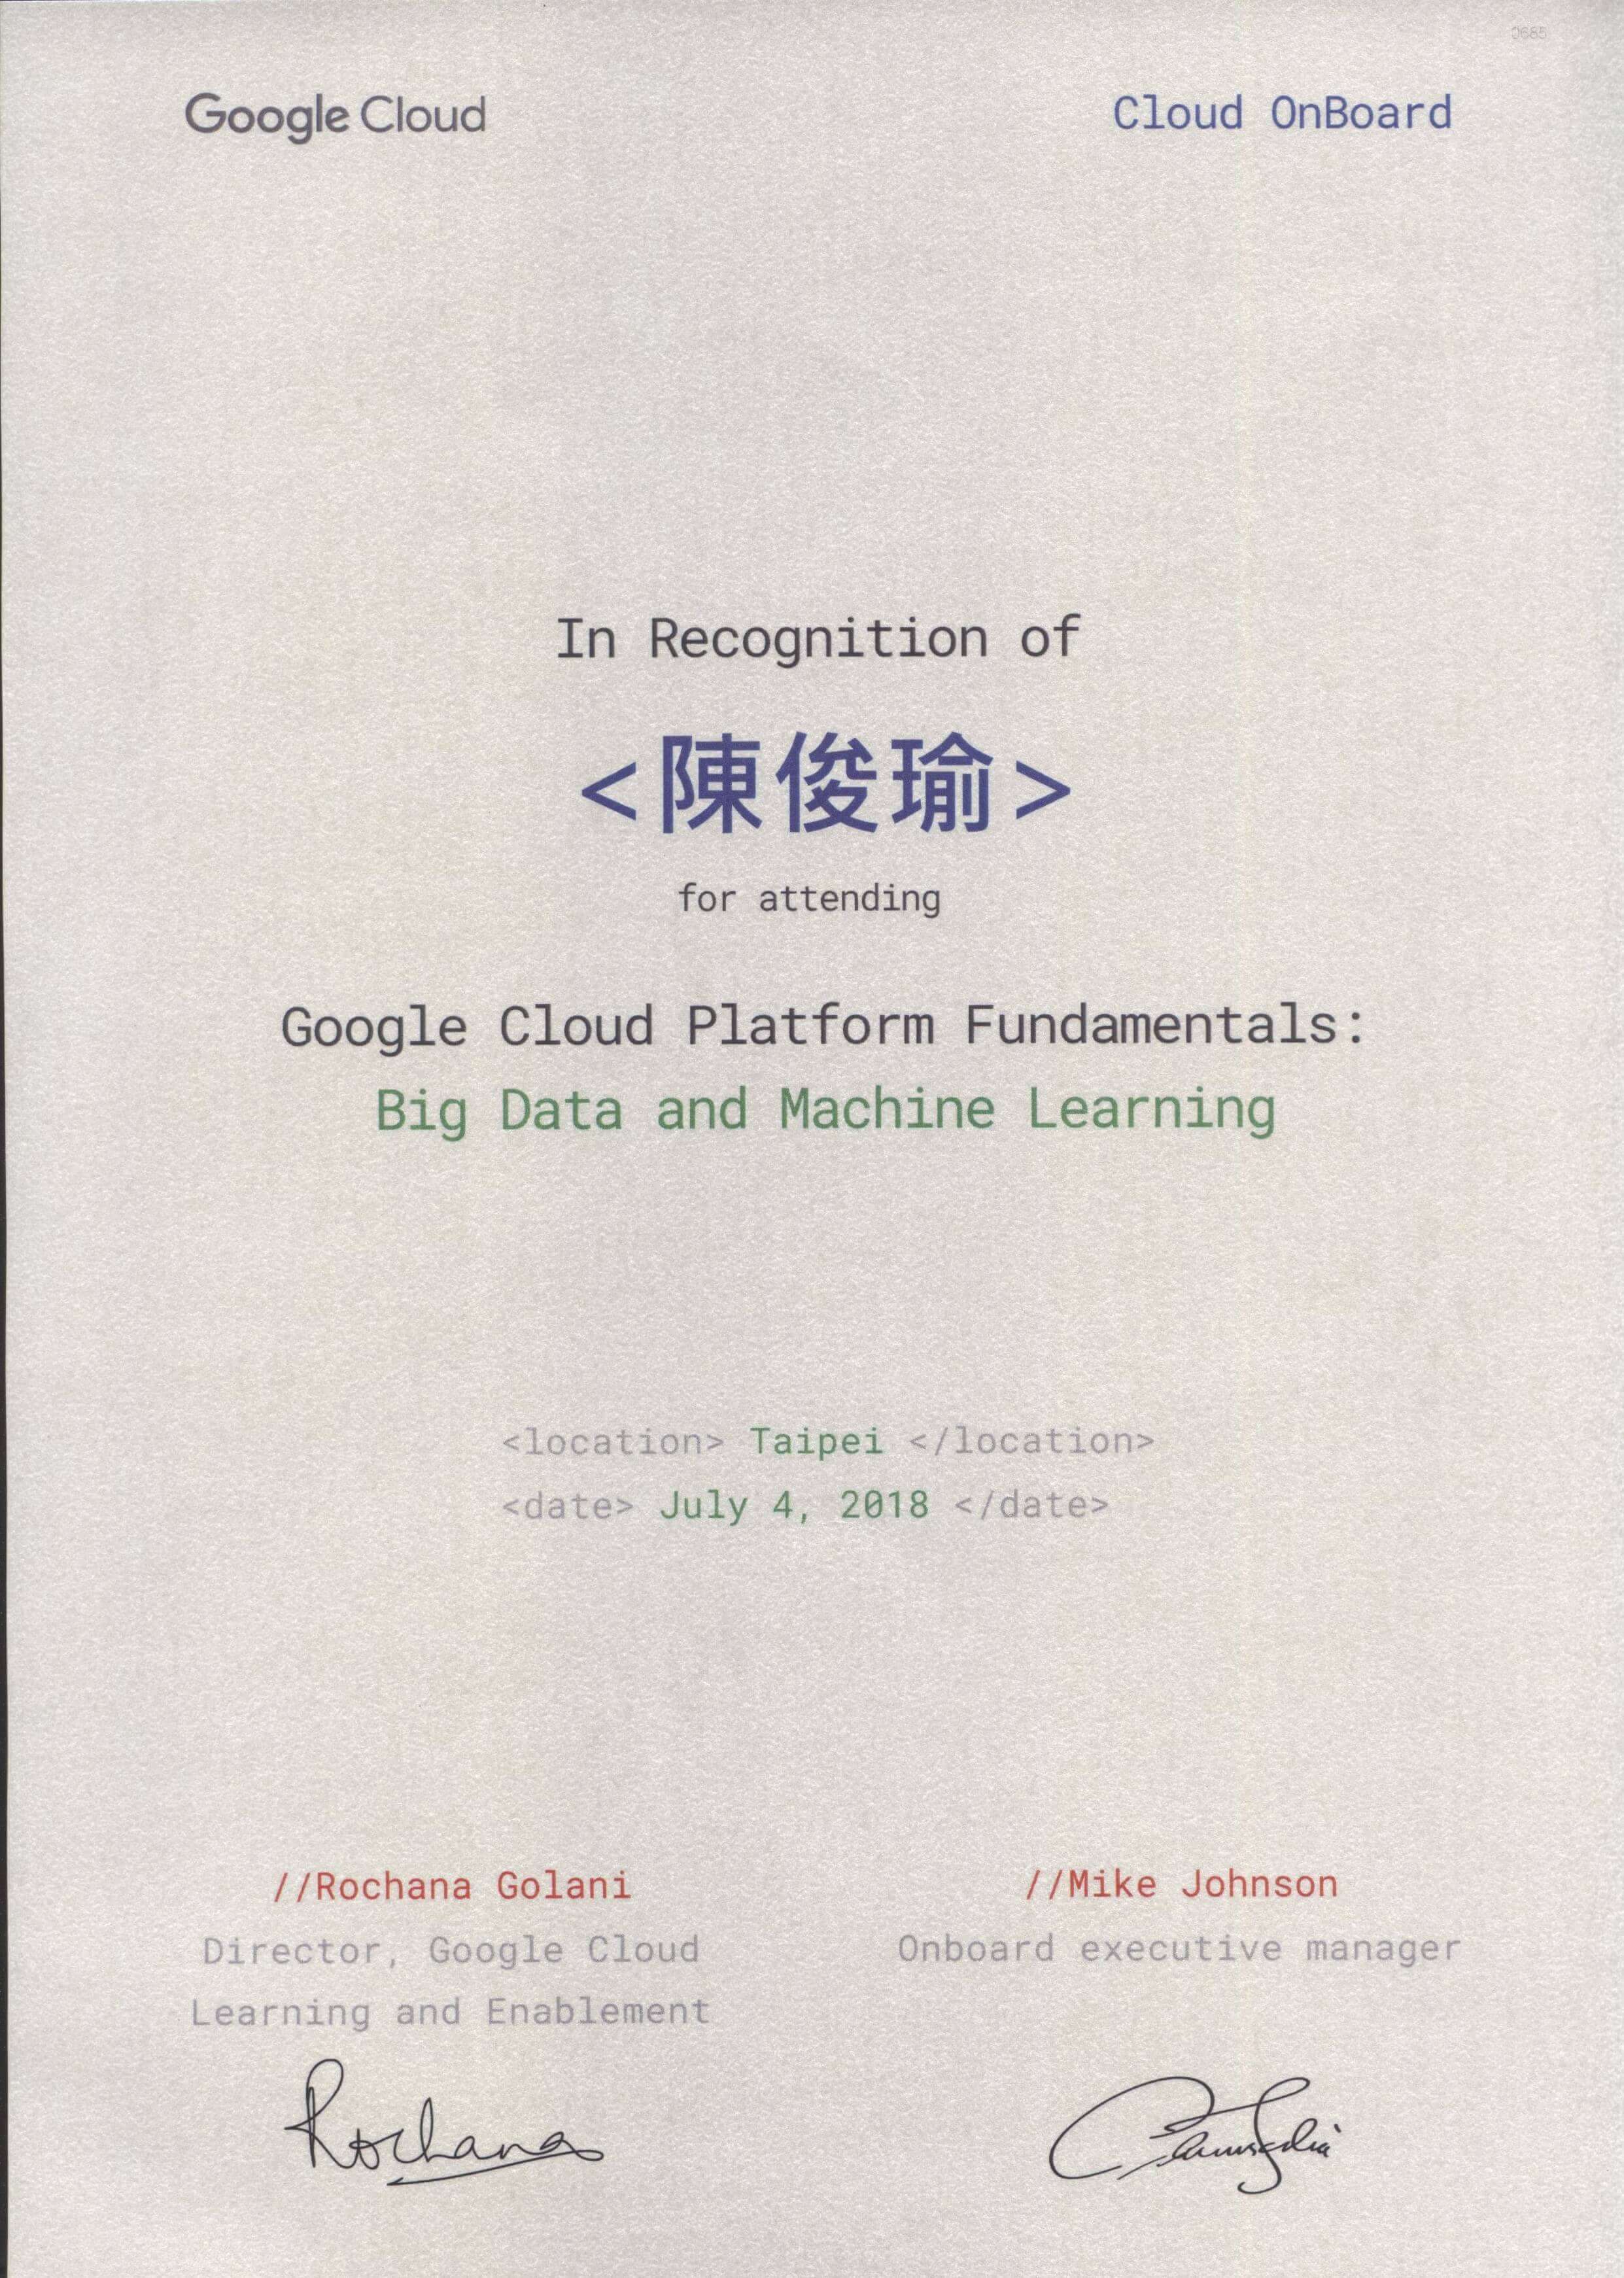 0685
Google Cloud
Cloud OnBoard
In Recognition of
<陳俊瑜>
for attending
Google Cloud Platform Fundamentals:
Big Data and Machine Learning
<location> Taipei </location>
<date> July 4, 2018 </date>
//Rochana Golani
Director, Google Cloud
Learning and Enablement
Rochana
//Mike Johnson
Onboard executive manager